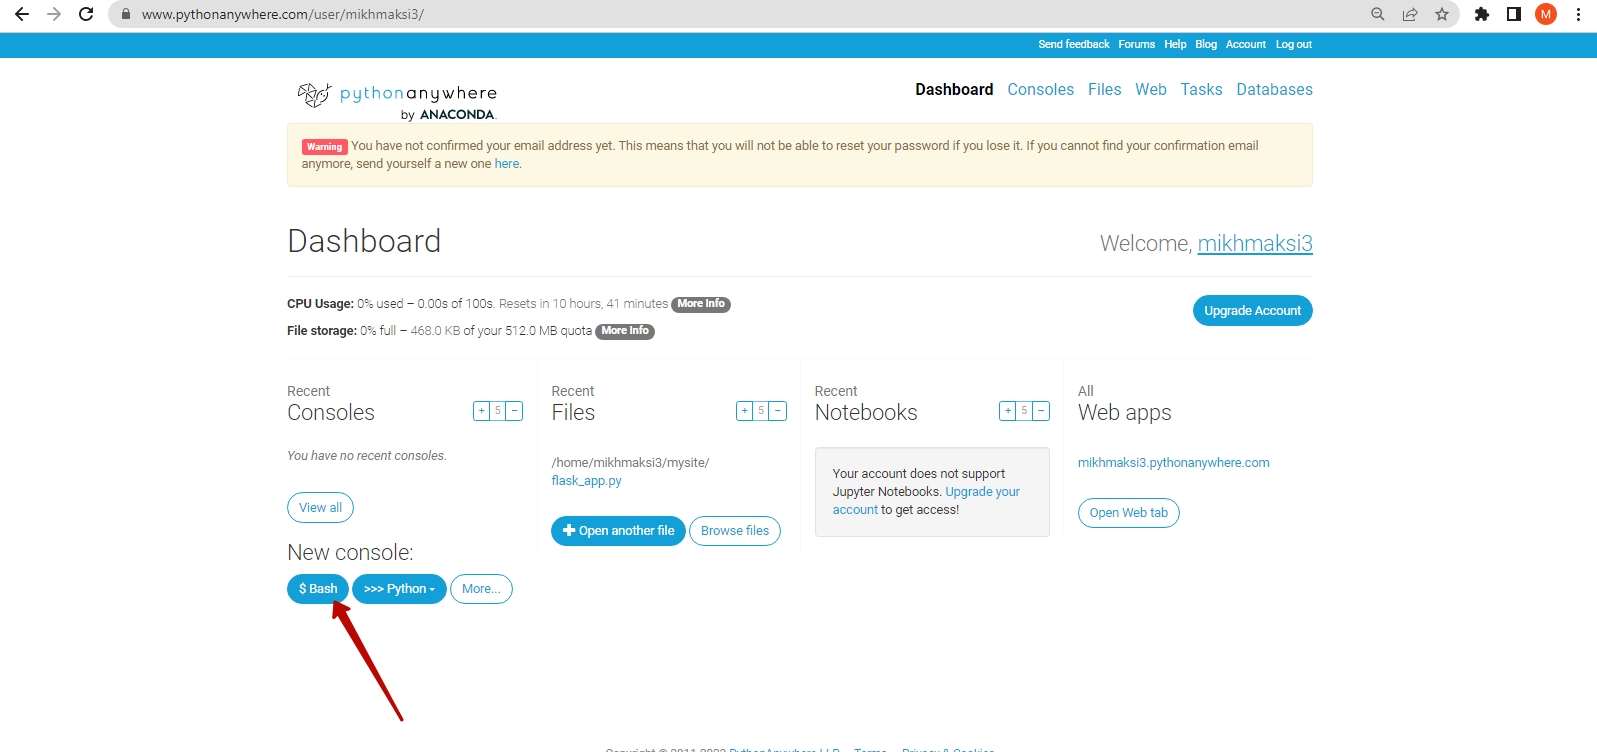 www.pythonanywhere.com/user/mikhmaksi3/
M
Send feedback Forums Help Blog Account Log out
pythonanywhere
by ANACONDA.
Dashboard Consoles Files Web Tasks Databases
Warning You have not confirmed your email address yet. This means that you will not be able to reset your password if you lose it. If you cannot find your confirmation email
anymore, send yourself a new one here.
Dashboard
Welcome, mikhmaksi3
CPU Usage: 0% used – 0.00s of 100s. Resets in 10 hours, 41 minutes More Info
File storage: 0% full – 468.0 KB of your 512.0 MB quota More Info
Upgrade Account
Recent
Consoles
+ 5 −
You have no recent consoles.
View all
New console:
$ Bash >>> Python More...
Recent
Files
+ 5 −
/home/mikhmaksi3/mysite/
flask_app.py
Open another file Browse files
Recent
Notebooks
+ 5 −
Your account does not support
Jupyter Notebooks. Upgrade your
account to get access!
All
Web apps
mikhmaksi3.pythonanywhere.com
Open Web tab
PythonAnywhere LLP Terms Privacy & Cookies